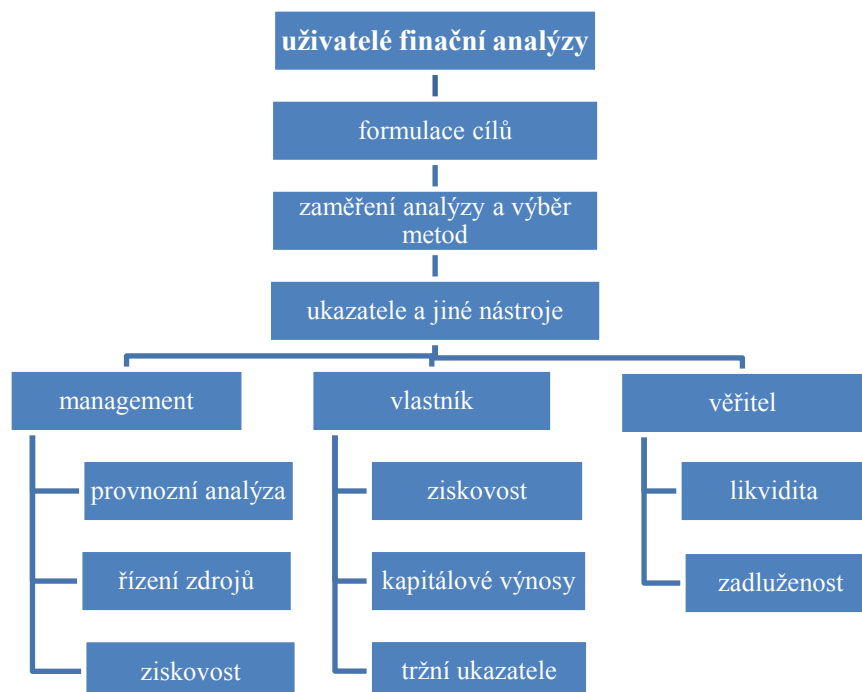 uživatelé finační analýzy
formulace cílů
zaměření analýzy a výběr
metod
ukazatele a jiné nástroje
management
vlastník
věřitel
provnozní analýza
ziskovost
likvidita
řízení zdrojů
kapitálové výnosy
zadluženost
ziskovost
tržní ukazatele